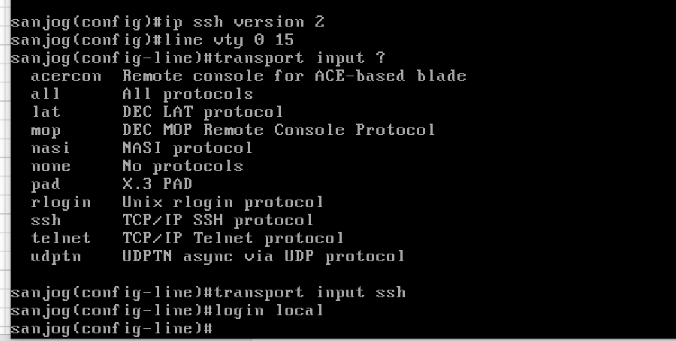 sanjog(config)#ip ssh version 2
sanjog(config)#line vty 0 15
sanjog(config-line)#transport input ?
  acercon  Remote console for ACE-based blade
  all      All protocols
  lat      DEC LAT protocol
  mop      DEC MOP Remote Console Protocol
  nasi     NASI protocol
  none     No protocols
  pad      X.3 PAD
  rlogin   Unix rlogin protocol
  ssh      TCP/IP SSH protocol
  telnet   TCP/IP Telnet protocol
  udptn    UDPTN async via UDP protocol
sanjog(config-line)#transport input ssh
sanjog(config-line)#login local
sanjog(config-line)#